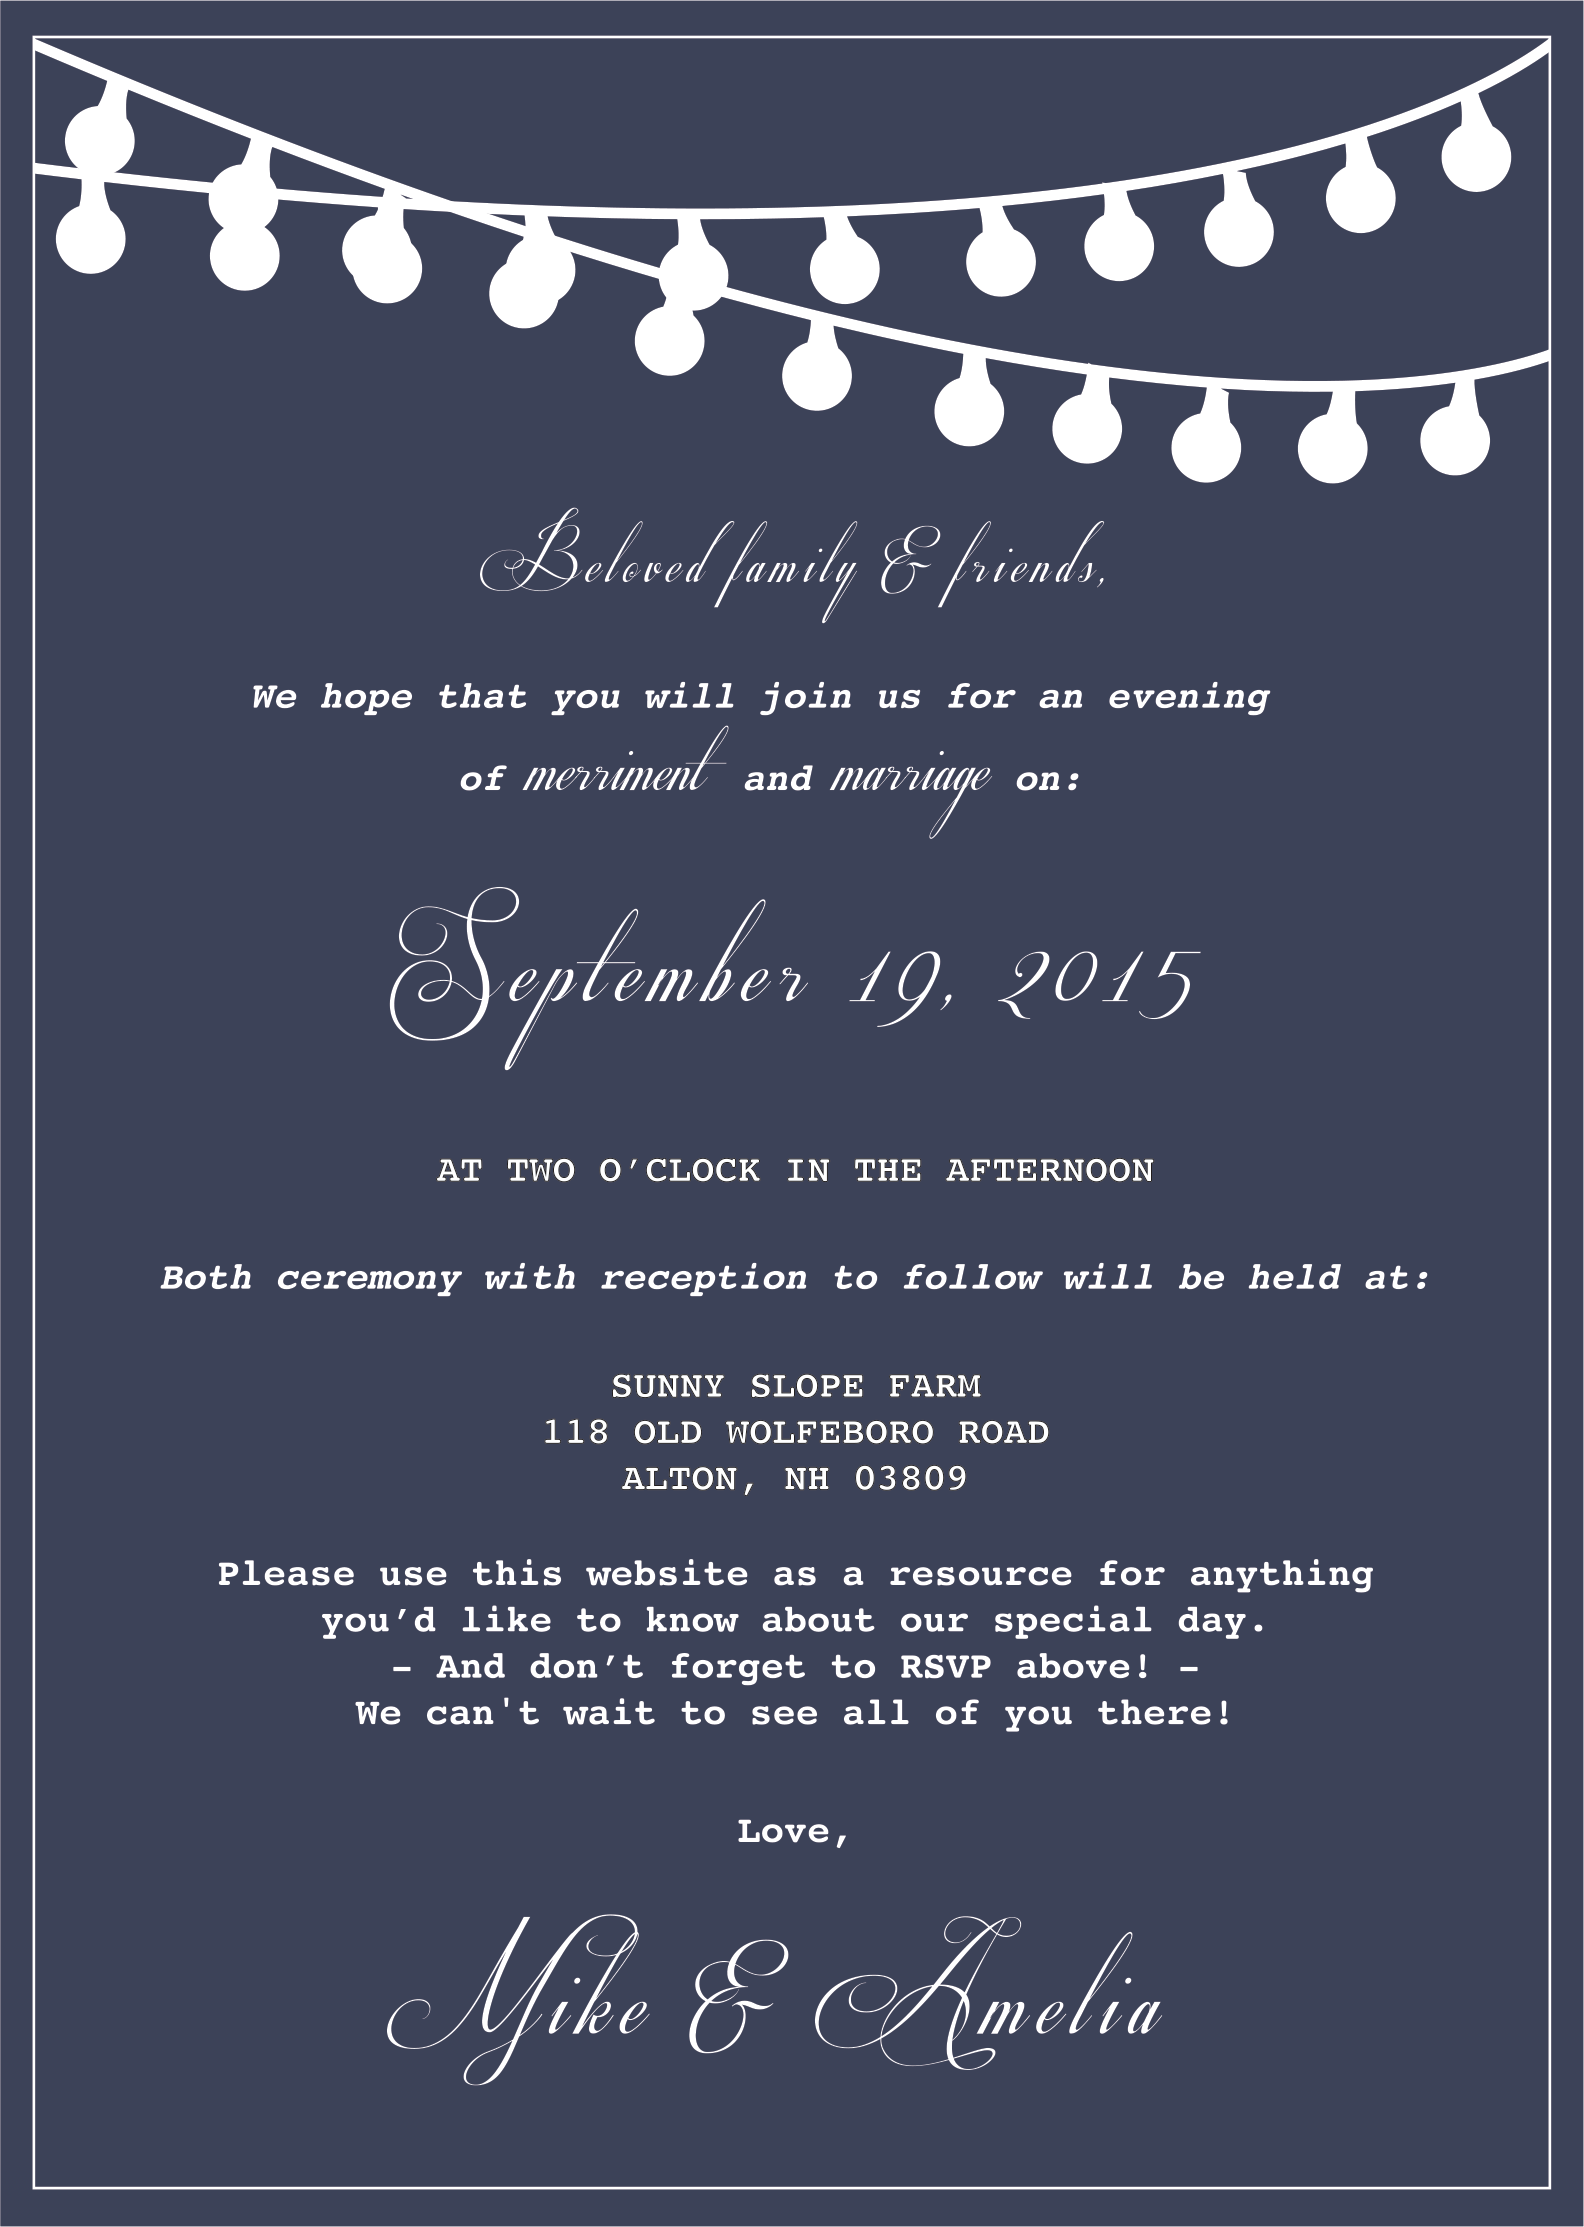 Beloved family & friends,
We hope that you will join us for an evening
of merriment and marriage on:
September 19, 2015
AT TWO O’CLOCK IN THE AFTERNOON
Both ceremony with reception to follow will be held at:
SUNNY SLOPE FARM
118 OLD WOLFEBORO ROAD
ALTON, NH 03809
Please use this website as a resource for anything
you’d like to know about our special day.
– And don’t forget to RSVP above! –
We can't wait to see all of you there!
Love,
Mike & Amelia